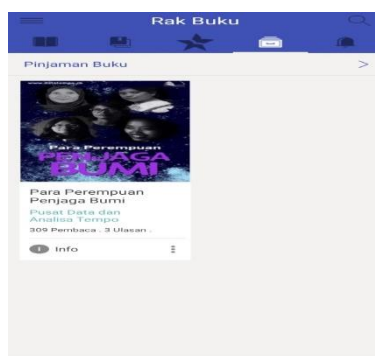 Rak Buku
Pinjaman Buku
>
Para Perempuan
PENJAGA
BUMI
Para Perempuan
Penjaga Bumi
Pusat Data dan
Analisa Tempo
309 Pembaca . 3 Ulasan .
i Info